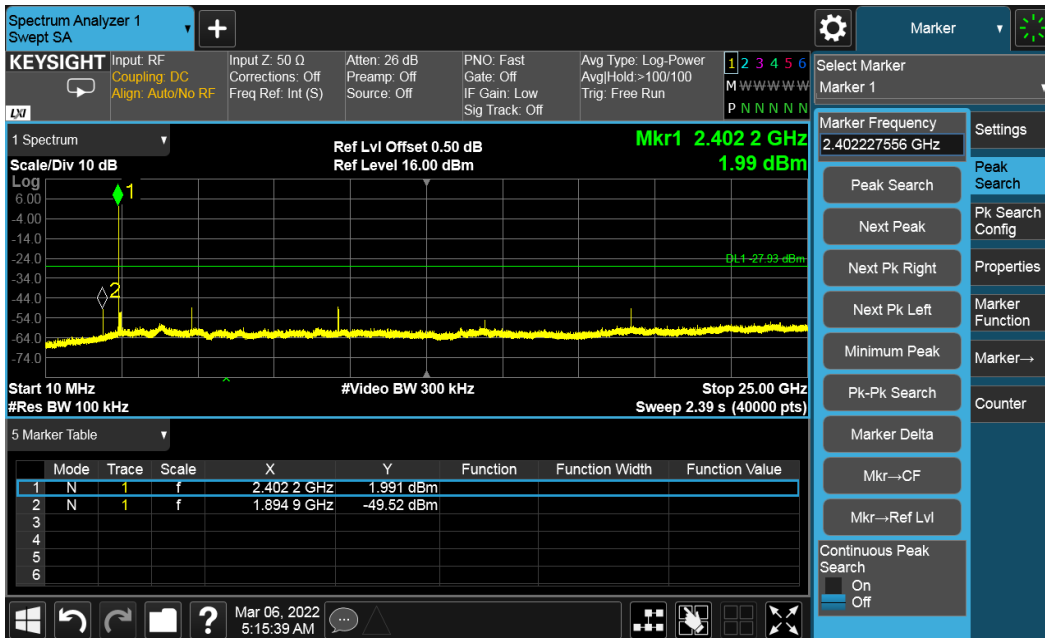 Spectrum Analyzer 1
Swept SA
+
Marker
KEYSIGHT
LXI
Input: RF
Coupling: DC
Align: Auto/No RF
Input Z: 50 Ω
Corrections: Off
Freq Ref: Int (S)
Atten: 26 dB
Preamp: Off
Source: Off
PNO: Fast
Gate: Off
IF Gain: Low
Sig Track: Off
Avg Type: Log-Power
Avg|Hold:>100/100
Trig: Free Run
1 2 3 4 5 6
M W W W W W
P N N N N N
Select Marker
Marker 1
1 Spectrum
Scale/Div 10 dB
Ref Lvl Offset 0.50 dB
Ref Level 16.00 dBm
Mkr1 2.402 2 GHz
1.99 dBm
Log
6.00
-4.00
-14.0
-24.0
-34.0
-44.0
-54.0
-64.0
-74.0
1
2
DL1 -27.93 dBm
Start 10 MHz
#Res BW 100 kHz
#Video BW 300 kHz
Stop 25.00 GHz
Sweep 2.39 s (40000 pts)
5 Marker Table
Mode Trace Scale X Y Function Function Width Function Value
1 N 1 f 2.402 2 GHz 1.991 dBm
2 N 1 f 1.894 9 GHz -49.52 dBm
3
4
5
6
Marker Frequency
2.402227556 GHz
Peak Search
Next Peak
Next Pk Right
Next Pk Left
Minimum Peak
Pk-Pk Search
Marker Delta
Mkr→CF
Mkr→Ref Lvl
Continuous Peak
Search
On
Off
Settings
Peak
Search
Pk Search
Config
Properties
Marker
Function
Marker→
Counter
?
Mar 06, 2022
5:15:39 AM